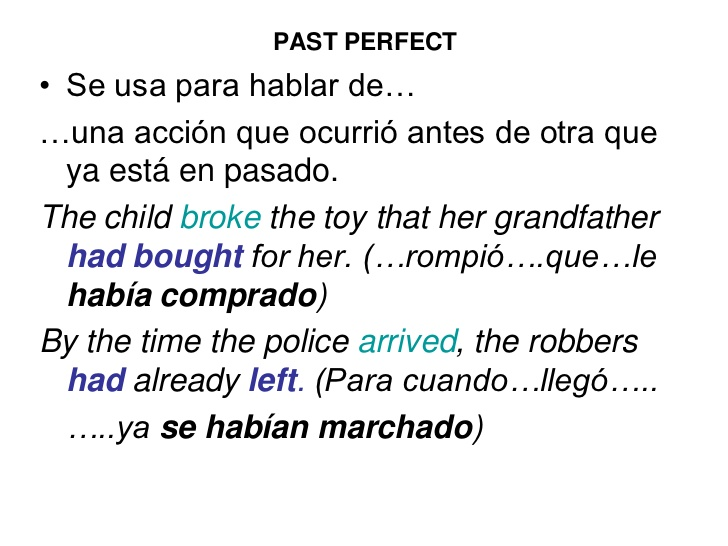 PAST PERFECT
• Se usa para hablar de…
…una acción que ocurrió antes de otra que
ya está en pasado.
The child broke the toy that her grandfather
had bought for her. (…rompió….que…le
había comprado)
By the time the police arrived, the robbers
had already left. (Para cuando…llegó…..
…..ya se habían marchado)